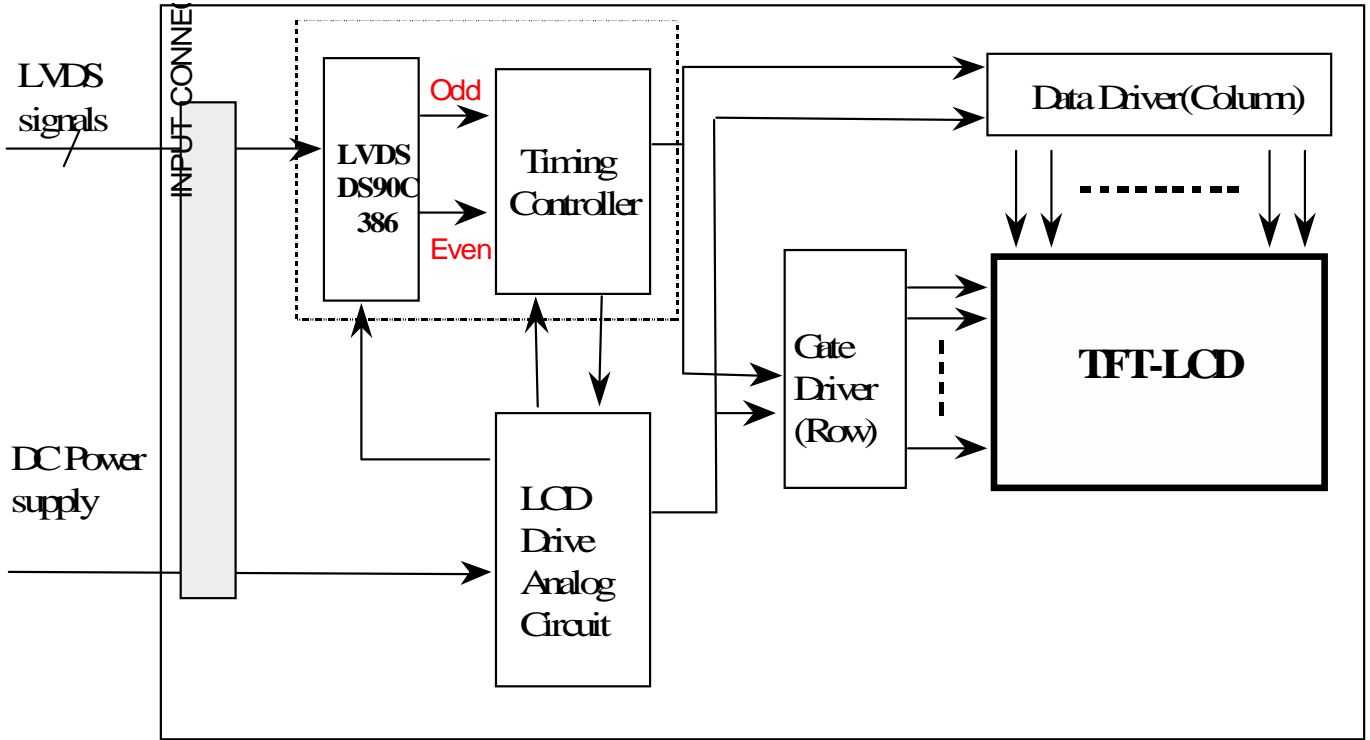 INPUT CONNEC
LVDS
signals
Odd
Even
LVDS
DS90C
386
Timing
Controller
Data Driver(Column)
Gate
Driver
(Row)
TFT-LCD
DC Power
supply
LCD
Drive
Analog
Circuit